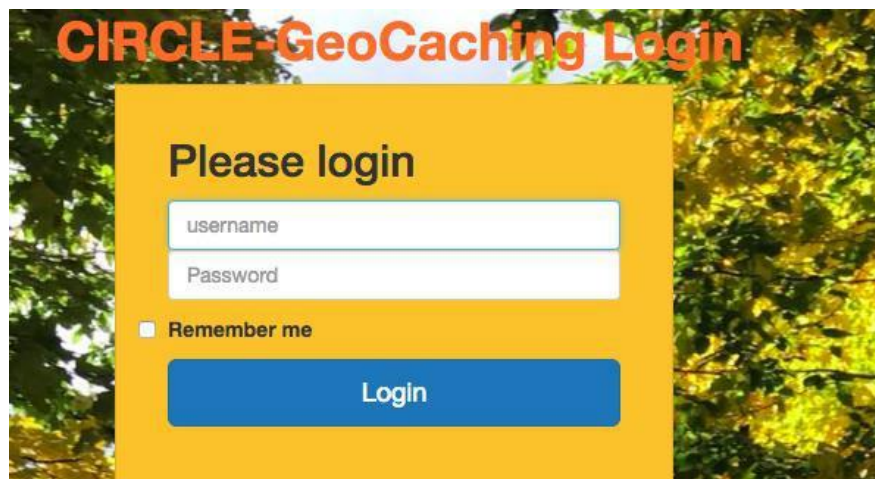 CIRCLE-GeoCaching Login
Please login
username
Password
Remember me
Login